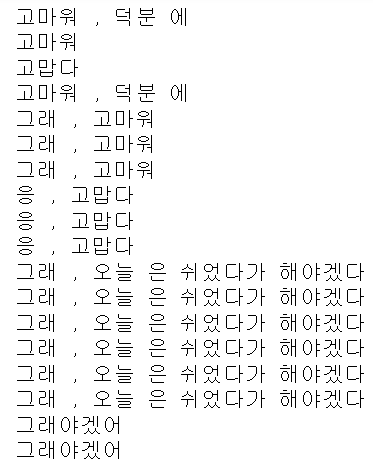 고마워 , 덕분 에
고마워
고맙다
고마워 , 덕분 에
그래 , 고마워
그래 , 고마워
그래 , 고마워
응 , 고맙다
응 , 고맙다
응 , 고맙다
그래 , 오늘 은 쉬었다가 해야겠다
그래 , 오늘 은 쉬었다가 해야겠다
그래 , 오늘 은 쉬었다가 해야겠다
그래 , 오늘 은 쉬었다가 해야겠다
그래 , 오늘 은 쉬었다가 해야겠다
그래 , 오늘 은 쉬었다가 해야겠다
그래야겠어
그래야겠어